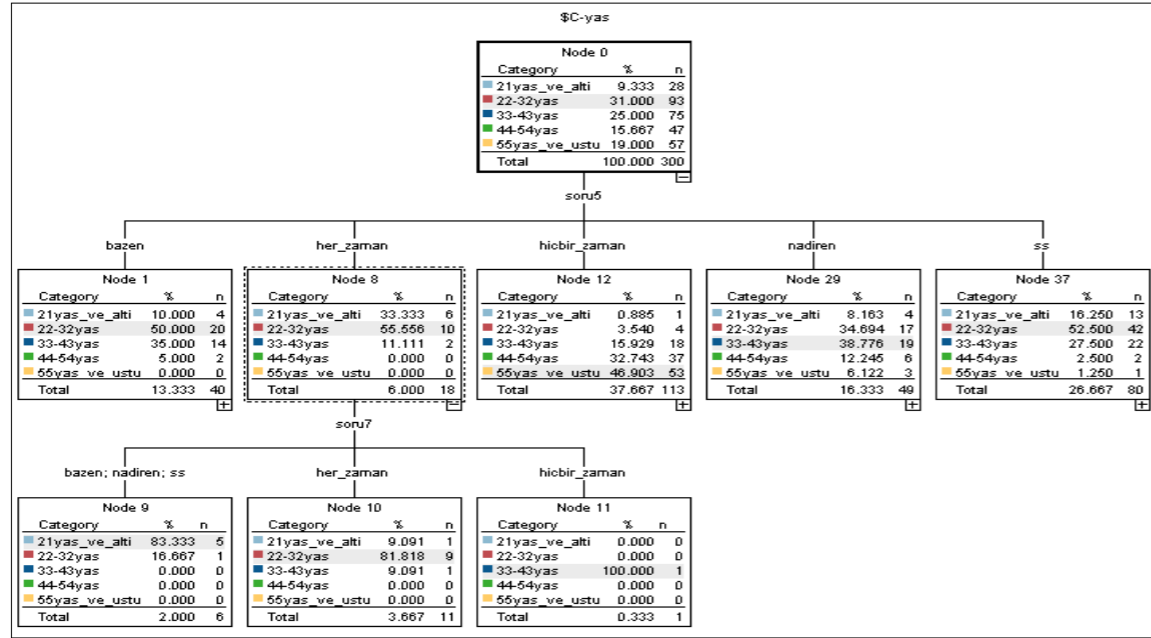 $C-yas
Node 0
Category % n
21yas_ve_alti 9.333 28
22-32yas 31.000 93
33-43yas 25.000 75
44-54yas 15.667 47
55yas_ve_ustu 19.000 57
Total 100.000 300
soru5
bazen her_zaman hicbir_zaman nadiren ss
Node 1
Category % n
21yas_ve_alti 10.000 4
22-32yas 50.000 20
33-43yas 35.000 14
44-54yas 5.000 2
55yas_ve_ustu 0.000 0
Total 13.333 40
Node 8
Category % n
21yas_ve_alti 33.333 6
22-32yas 55.556 10
33-43yas 11.111 2
44-54yas 0.000 0
55yas_ve_ustu 0.000 0
Total 6.000 18
Node 12
Category % n
21yas_ve_alti 0.885 1
22-32yas 3.540 4
33-43yas 15.929 18
44-54yas 32.743 37
55yas_ve_ustu 46.903 53
Total 37.667 113
Node 29
Category % n
21yas_ve_alti 8.163 4
22-32yas 34.694 17
33-43yas 38.776 19
44-54yas 12.245 6
55yas_ve_ustu 6.122 3
Total 16.333 49
Node 37
Category % n
21yas_ve_alti 16.250 13
22-32yas 52.500 42
33-43yas 27.500 22
44-54yas 2.500 2
55yas_ve_ustu 1.250 1
Total 26.667 80
soru7
bazen; nadiren; ss her_zaman hicbir_zaman
Node 9
Category % n
21yas_ve_alti 83.333 5
22-32yas 16.667 1
33-43yas 0.000 0
44-54yas 0.000 0
55yas_ve_ustu 0.000 0
Total 2.000 6
Node 10
Category % n
21yas_ve_alti 9.091 1
22-32yas 81.818 9
33-43yas 9.091 1
44-54yas 0.000 0
55yas_ve_ustu 0.000 0
Total 3.667 11
Node 11
Category % n
21yas_ve_alti 0.000 0
22-32yas 0.000 0
33-43yas 100.000 1
44-54yas 0.000 0
55yas_ve_ustu 0.000 0
Total 0.333 1